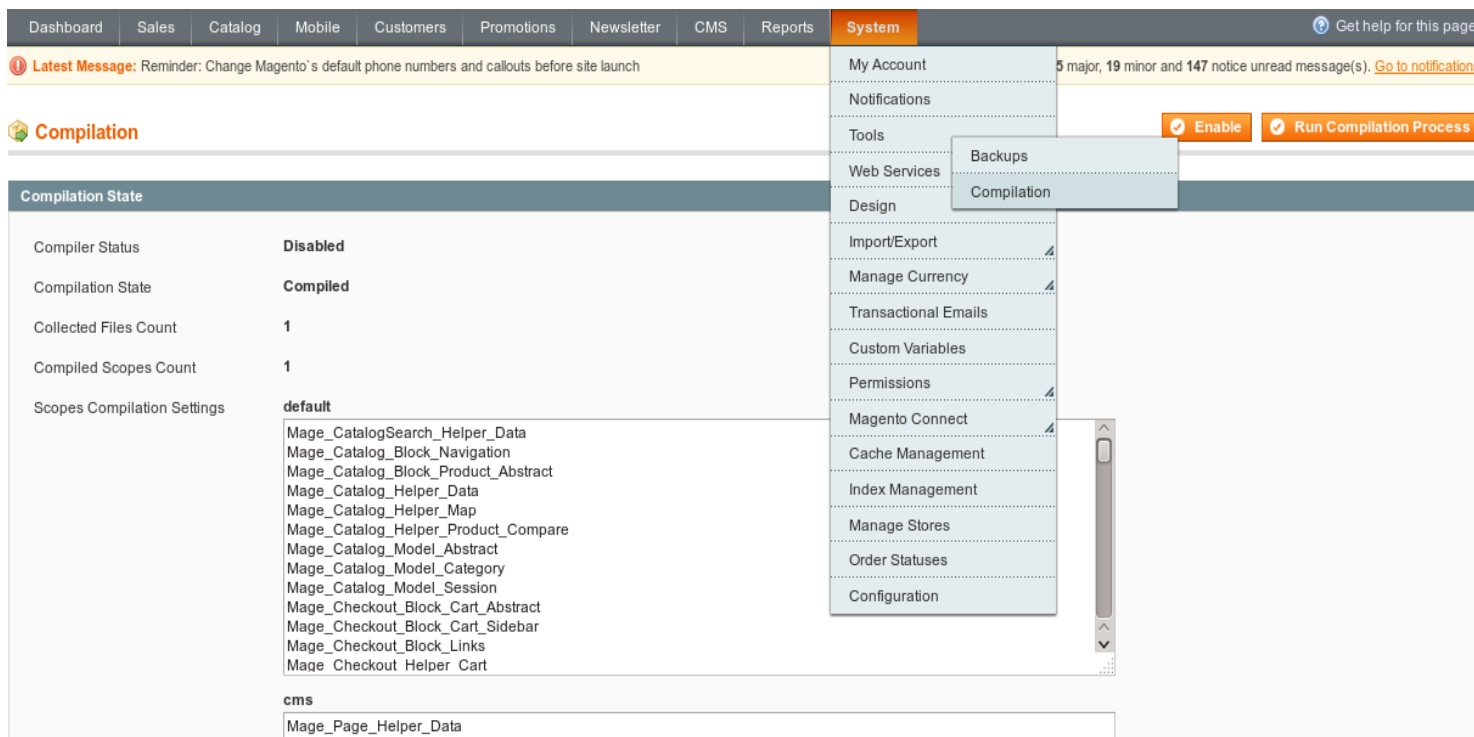 Dashboard Sales Catalog Mobile Customers Promotions Newsletter CMS Reports System Get help for this page
Latest Message: Reminder: Change Magento`s default phone numbers and callouts before site launch
5 major, 19 minor and 147 notice unread message(s). Go to notifications
Compilation
Enable Run Compilation Process
My Account
Notifications
Tools
Web Services
Design
Import/Export
Manage Currency
Transactional Emails
Custom Variables
Permissions
Magento Connect
Cache Management
Index Management
Manage Stores
Order Statuses
Configuration
Backups
Compilation
Compilation State
Compiler Status Disabled
Compilation State Compiled
Collected Files Count 1
Compiled Scopes Count 1
Scopes Compilation Settings default
Mage_CatalogSearch_Helper_Data
Mage_Catalog_Block_Navigation
Mage_Catalog_Block_Product_Abstract
Mage_Catalog_Helper_Data
Mage_Catalog_Helper_Map
Mage_Catalog_Helper_Product_Compare
Mage_Catalog_Model_Abstract
Mage_Catalog_Model_Category
Mage_Catalog_Model_Session
Mage_Checkout_Block_Cart_Abstract
Mage_Checkout_Block_Cart_Sidebar
Mage_Checkout_Block_Links
Mage_Checkout_Helper_Cart
cms
Mage_Page_Helper_Data